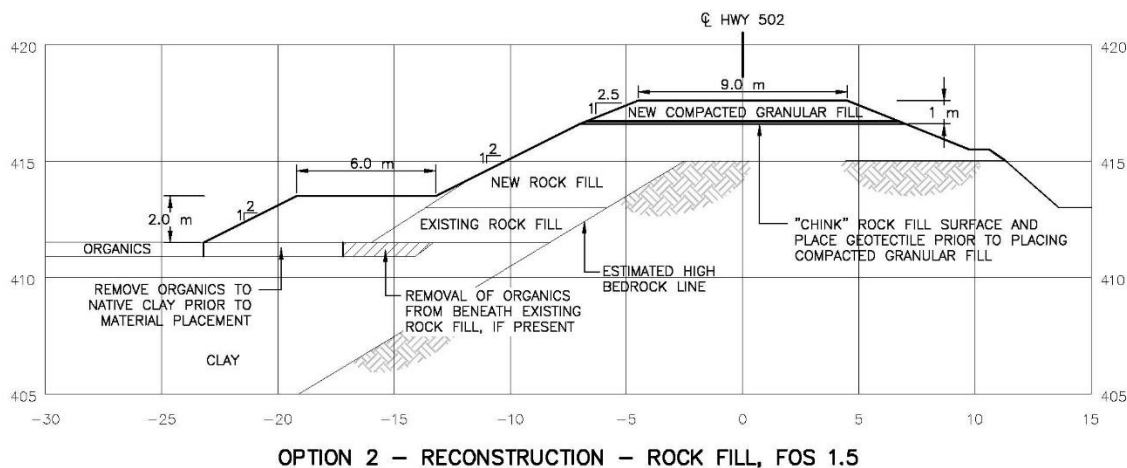 ℄ HWY 502
420
420
9.0 m
2.5
1
NEW COMPACTED GRANULAR FILL
1 m
415
415
6.0 m
2
1
NEW ROCK FILL
2.0 m
2
1
EXISTING ROCK FILL
"CHINK" ROCK FILL SURFACE AND
PLACE GEOTECTILE PRIOR TO PLACING
COMPACTED GRANULAR FILL
ORGANICS
410
410
REMOVE ORGANICS TO
NATIVE CLAY PRIOR TO
MATERIAL PLACEMENT
REMOVAL OF ORGANICS
FROM BENEATH EXISTING
ROCK FILL, IF PRESENT
ESTIMATED HIGH
BEDROCK LINE
CLAY
405
405
-30
-25
-20
-15
-10
-5
0
5
10
15
OPTION 2 - RECONSTRUCTION - ROCK FILL, FOS 1.5